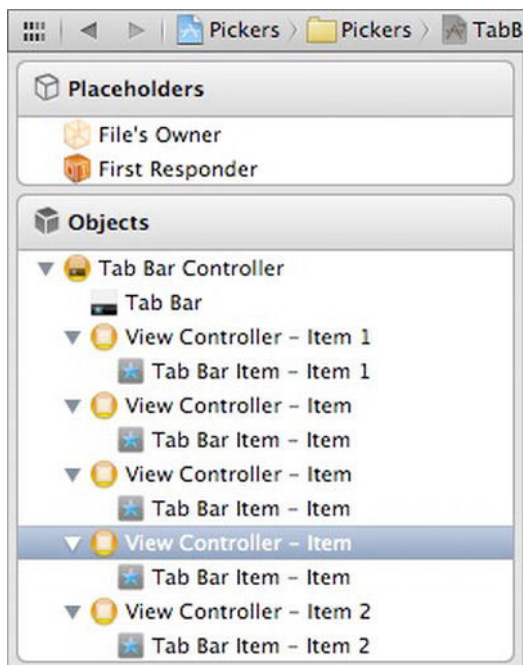 Pickers Pickers TabB
Placeholders
File's Owner
First Responder
Objects
Tab Bar Controller
Tab Bar
View Controller – Item 1
Tab Bar Item – Item 1
View Controller – Item
Tab Bar Item – Item
View Controller – Item
Tab Bar Item – Item
View Controller – Item
Tab Bar Item – Item
View Controller – Item 2
Tab Bar Item – Item 2